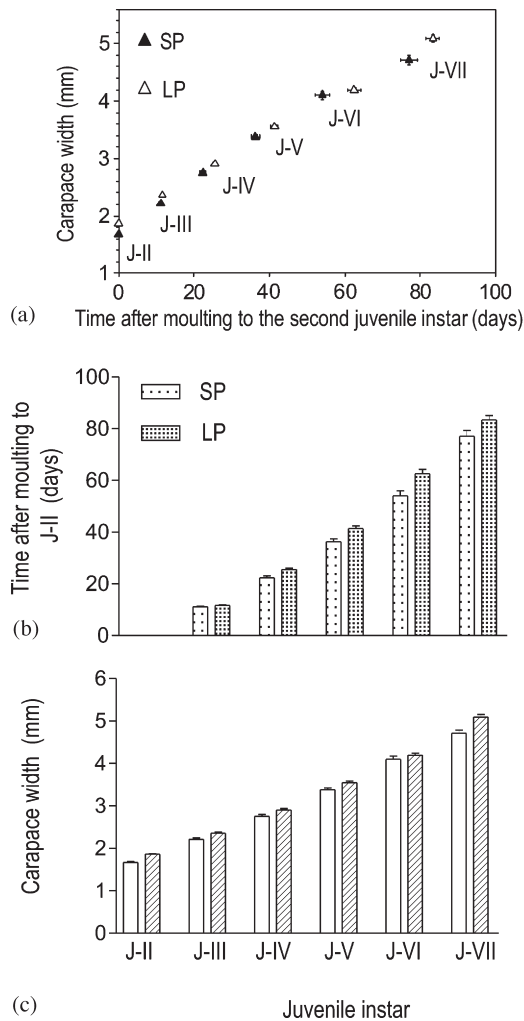 5
4
3
2
1
Carapace width (mm)
SP
LP
J-II
J-III
J-IV
J-V
J-VI
J-VII
0 20 40 60 80 100
(a) Time after moulting to the second juvenile instar (days)
100
80
60
40
20
0
Time after moulting to
J-II (days)
SP
LP
(b)
6
5
4
3
2
1
0
Carapace width (mm)
J-II J-III J-IV J-V J-VI J-VII
(c) Juvenile instar